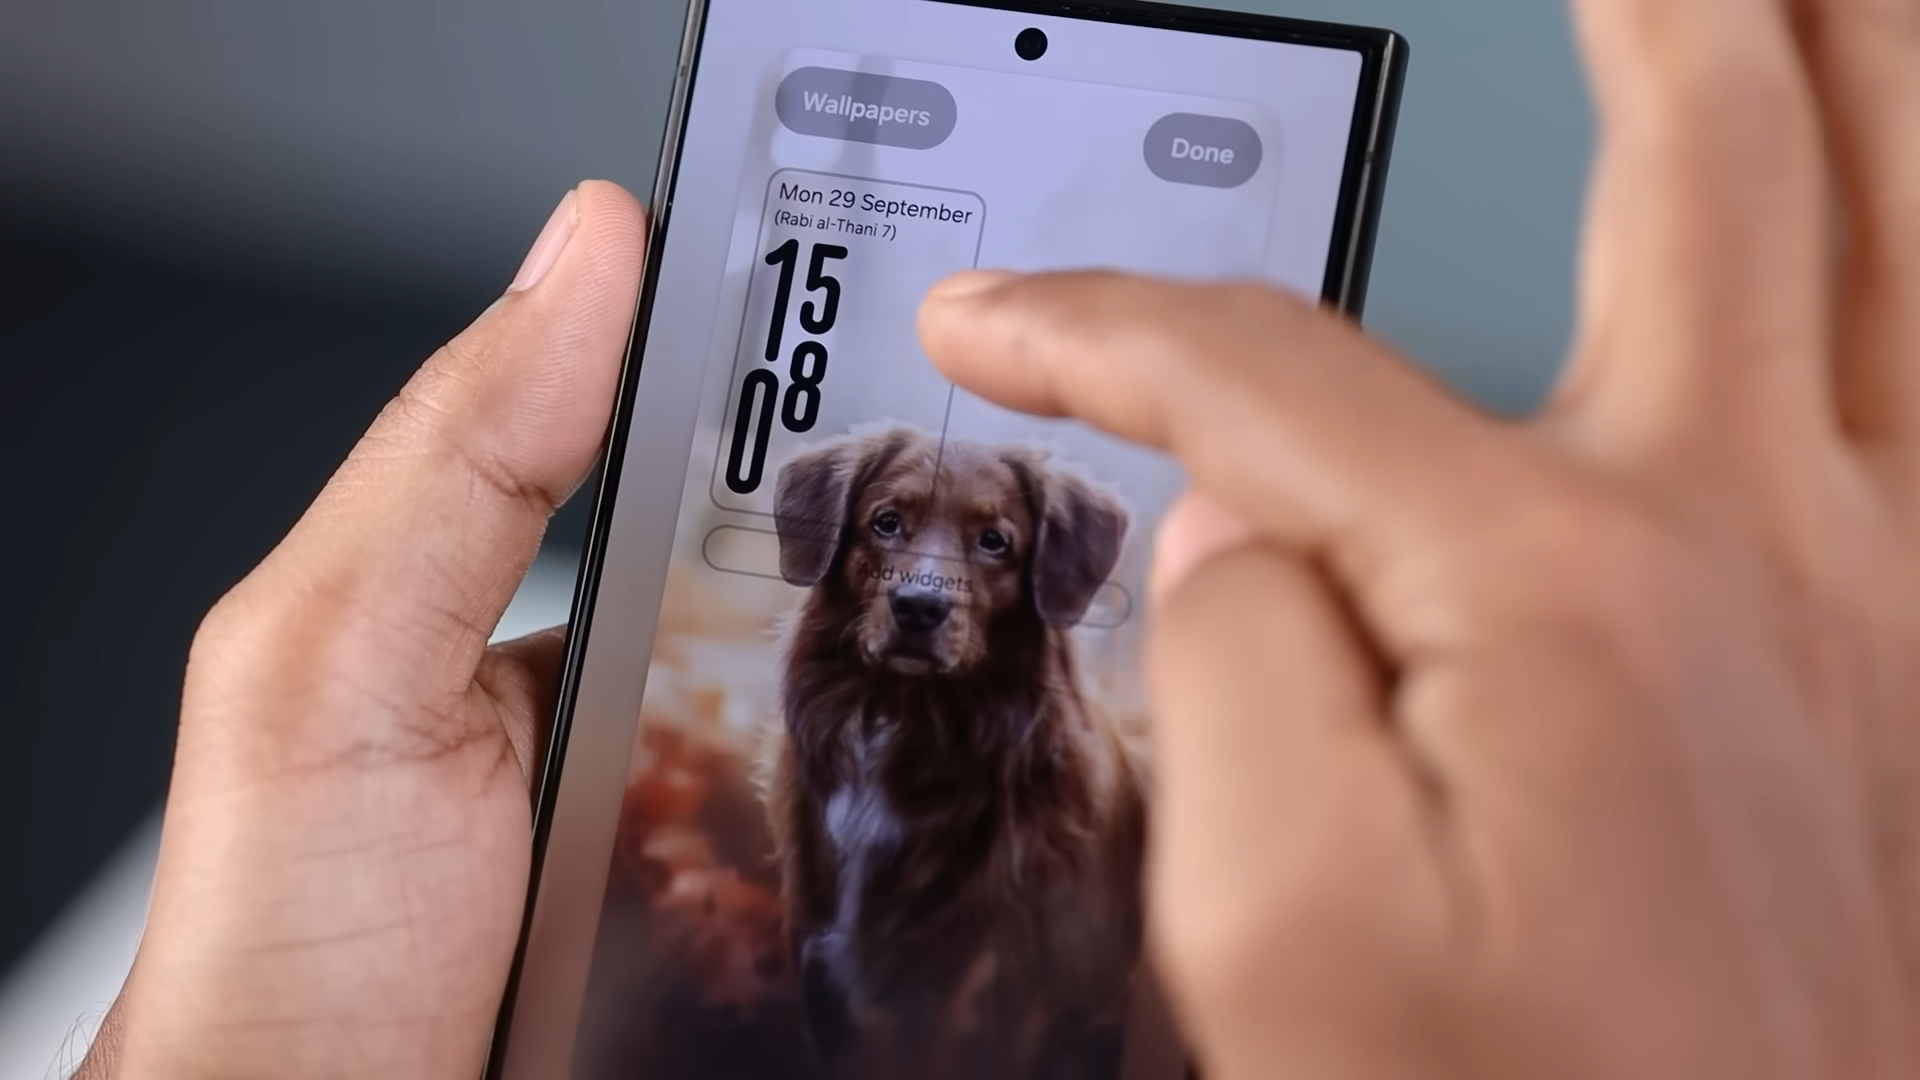 Wallpapers
Done
Mon 29 September
(Rabi al-Thani 7)
15
08
Add widgets